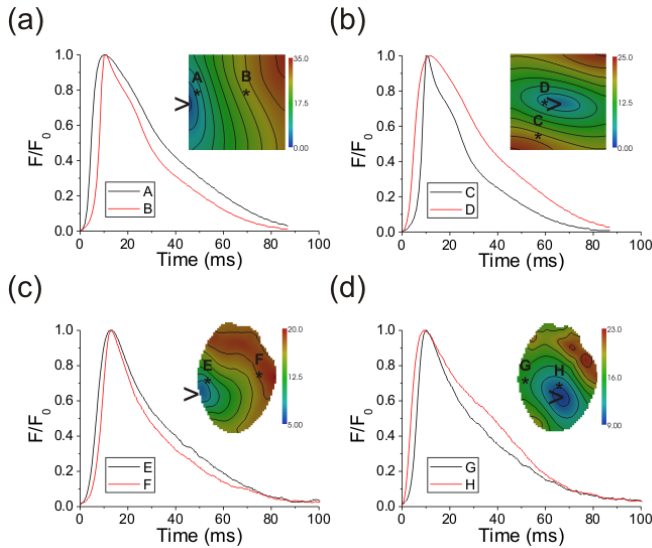 (a)
(b)
F/F0
1.0
0.8
0.6
0.4
0.2
0.0
0 20 40 60 80 100
Time (ms)
A
B
A
B
>
*
*
35.0
17.5
0.00
F/F0
1.0
0.8
0.6
0.4
0.2
0.0
0 20 40 60 80 100
Time (ms)
C
D
D
*>
C
*
25.0
12.5
0.00
(c)
(d)
F/F0
1.0
0.8
0.6
0.4
0.2
0.0
0 20 40 60 80 100
Time (ms)
E
F
E
F
*
*
>
20.0
12.5
5.00
F/F0
1.0
0.8
0.6
0.4
0.2
0.0
0 20 40 60 80 100
Time (ms)
G
H
G
H
*
*
>
23.0
16.0
9.00